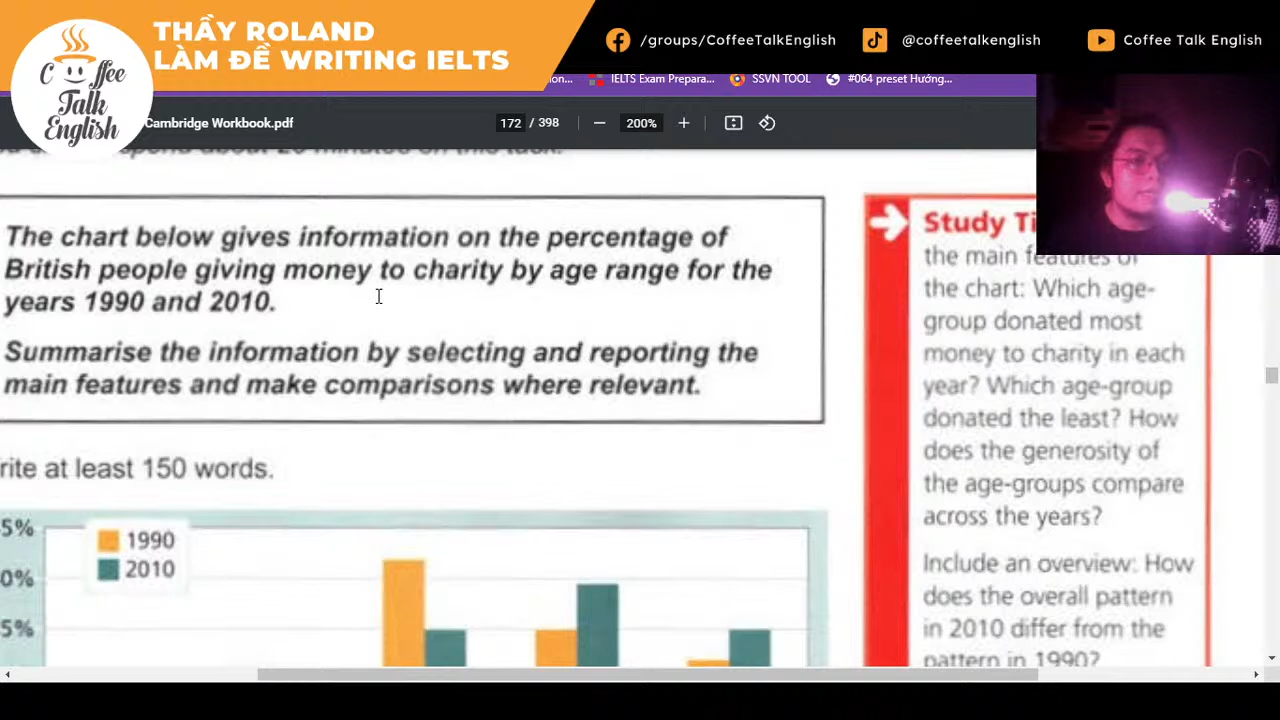 THẦY ROLAND
LÀM ĐỀ WRITING IELTS
/groups/CoffeeTalkEnglish
@coffeetalkenglish
Coffee Talk English
Coffee
Talk
English
IELTS Exam Prepara...
SSVN TOOL
#064 preset Hướng...
Cambridge Workbook.pdf
172 / 398
200%
The chart below gives information on the percentage of
British people giving money to charity by age range for the
years 1990 and 2010.
Summarise the information by selecting and reporting the
main features and make comparisons where relevant.
rite at least 150 words.
5%
0%
5%
1990
2010
Study Ti
the main features of
the chart: Which age-
group donated most
money to charity in each
year? Which age-group
donated the least? How
does the generosity of
the age-groups compare
across the years?
Include an overview: How
does the overall pattern
in 2010 differ from the
pattern in 1990?